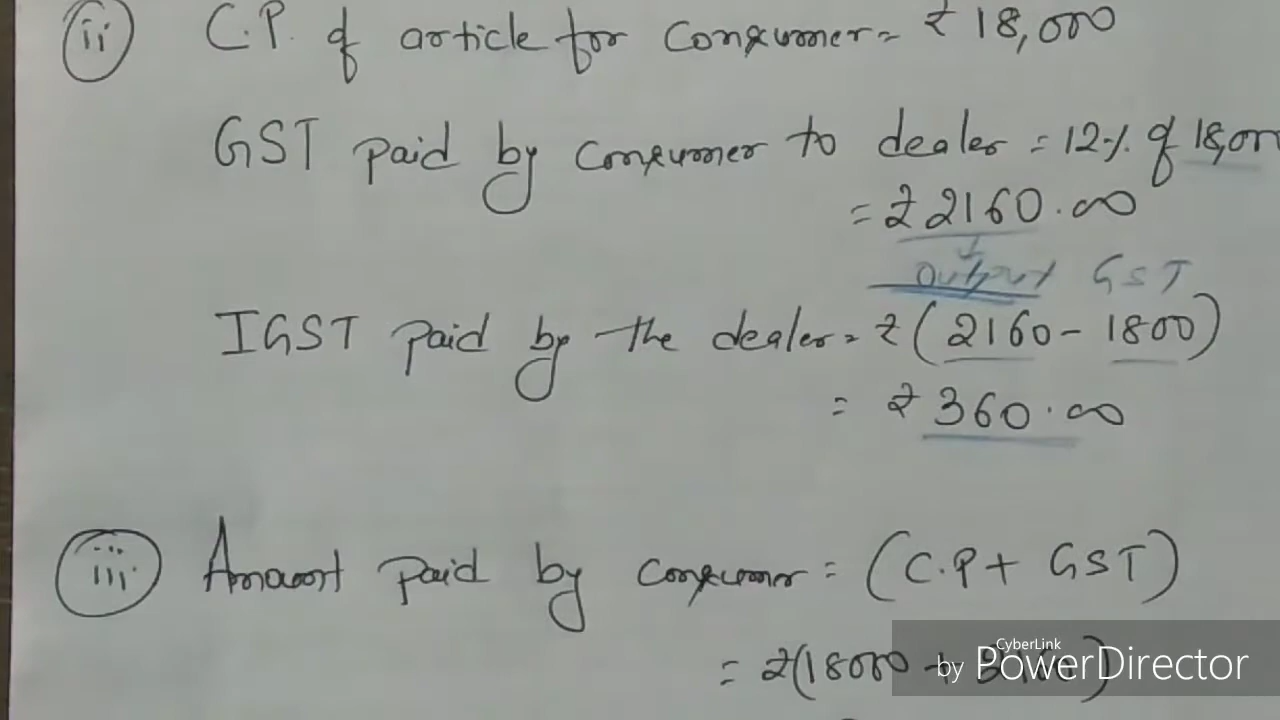 (ii) C.P. of article for Consumer = ₹ 18,000
GST paid by consumer to dealer = 12% of 18,00
= ₹ 2160.00
output GST
IGST paid by the dealer = ₹ (2160 - 1800)
= ₹ 360.00
(iii) Amount paid by consumer = (C.P + GST)
= ₹(18000 + 2160)
CyberLink
by PowerDirector